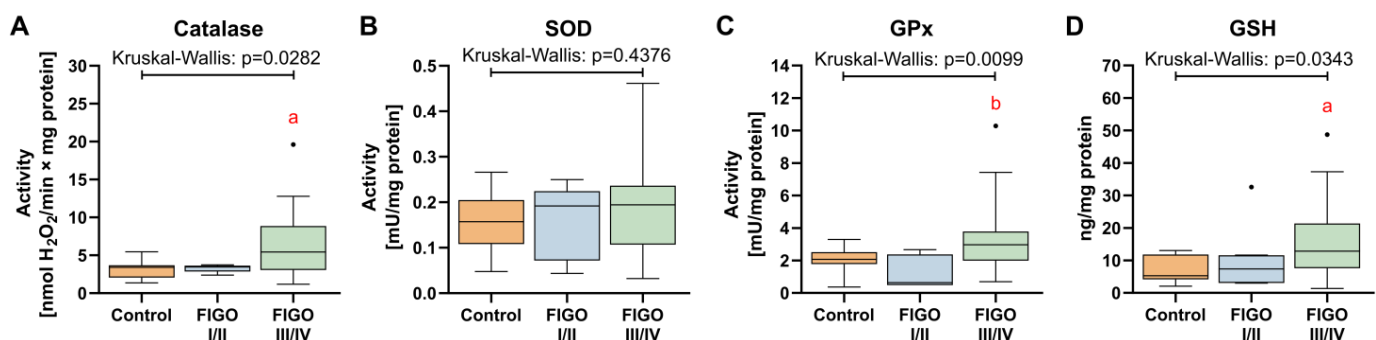 A
Catalase
Kruskal-Wallis: p=0.0282
Activity
[nmol H₂O₂/min × mg protein]
30
25
20
15
10
5
0
a
Control
FIGO
I/II
FIGO
III/IV
B
SOD
Kruskal-Wallis: p=0.4376
Activity
[mU/mg protein]
0.5
0.4
0.3
0.2
0.1
0.0
Control
FIGO
I/II
FIGO
III/IV
C
GPx
Kruskal-Wallis: p=0.0099
Activity
[mU/mg protein]
14
12
10
8
6
4
2
0
b
Control
FIGO
I/II
FIGO
III/IV
D
GSH
Kruskal-Wallis: p=0.0343
ng/mg protein
70
60
50
40
30
20
10
0
a
Control
FIGO
I/II
FIGO
III/IV